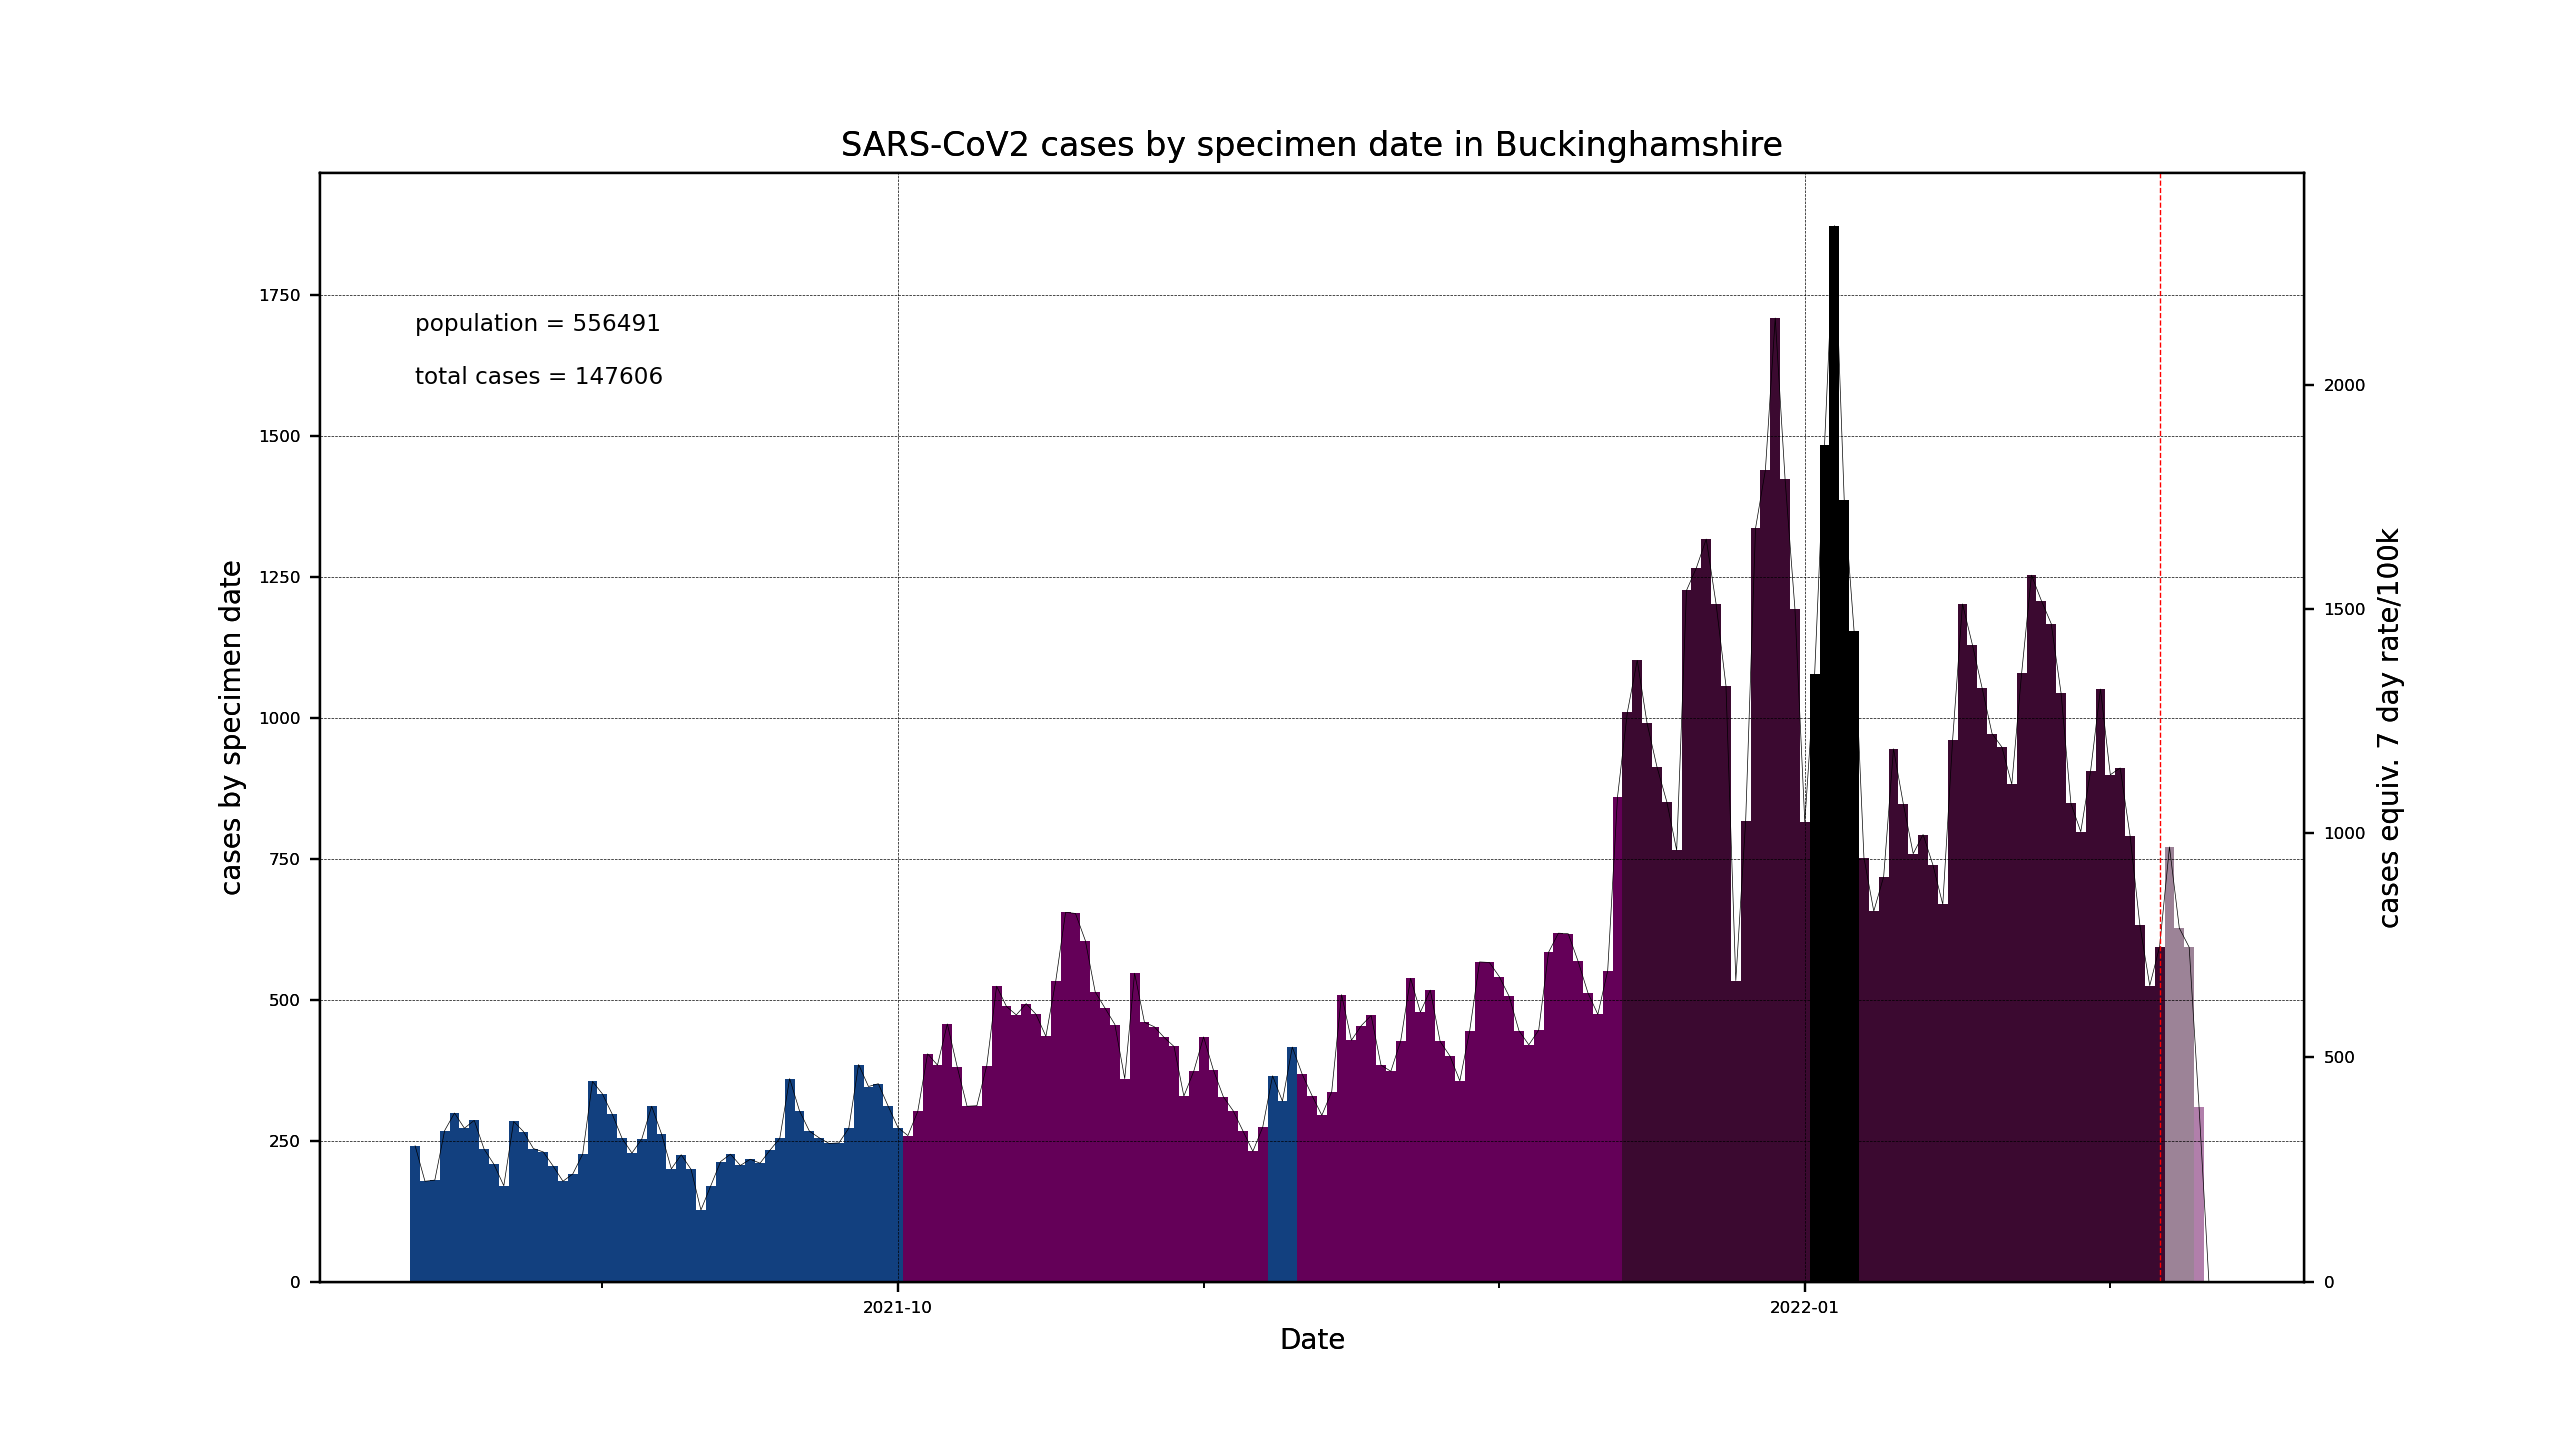 SARS-CoV2 cases by specimen date in Buckinghamshire
population = 556491
total cases = 147606
cases by specimen date
1750
1500
1250
1000
750
500
250
0
2000
1500
1000
500
0
cases equiv. 7 day rate/100k
2021-10
2022-01
Date